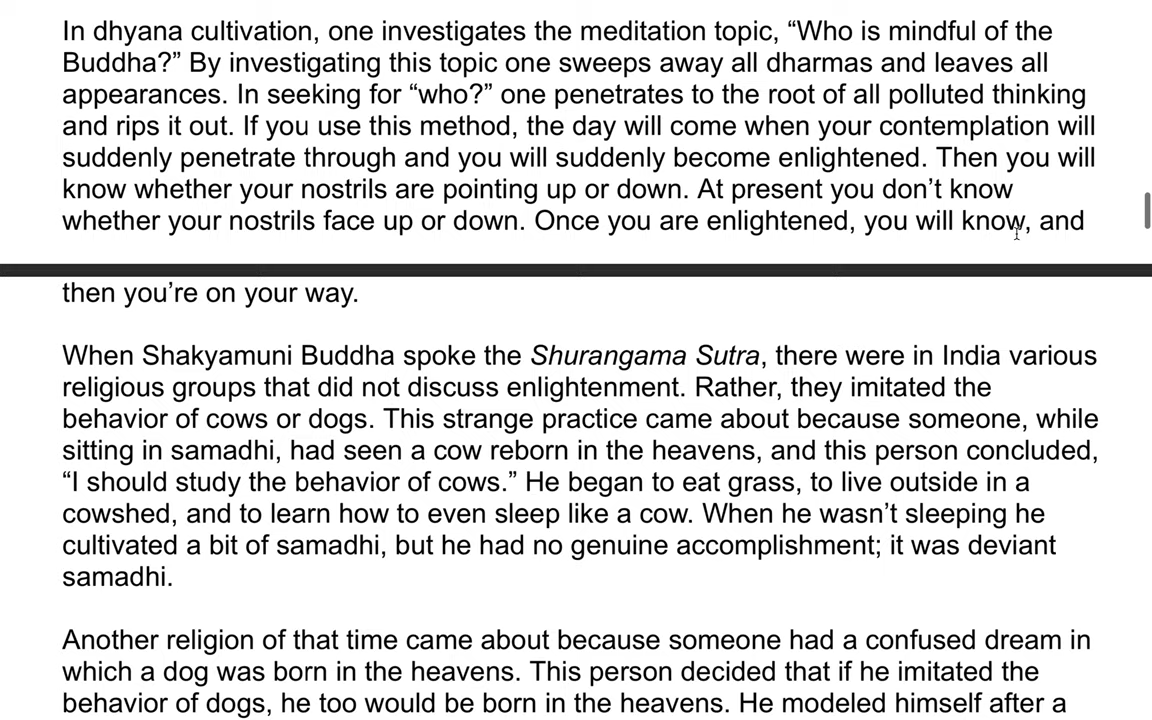 In dhyana cultivation, one investigates the meditation topic, “Who is mindful of the
Buddha?” By investigating this topic one sweeps away all dharmas and leaves all
appearances. In seeking for “who?” one penetrates to the root of all polluted thinking
and rips it out. If you use this method, the day will come when your contemplation will
suddenly penetrate through and you will suddenly become enlightened. Then you will
know whether your nostrils are pointing up or down. At present you don’t know
whether your nostrils face up or down. Once you are enlightened, you will know, and
then you’re on your way.
When Shakyamuni Buddha spoke the Shurangama Sutra, there were in India various
religious groups that did not discuss enlightenment. Rather, they imitated the
behavior of cows or dogs. This strange practice came about because someone, while
sitting in samadhi, had seen a cow reborn in the heavens, and this person concluded,
“I should study the behavior of cows.” He began to eat grass, to live outside in a
cowshed, and to learn how to even sleep like a cow. When he wasn’t sleeping he
cultivated a bit of samadhi, but he had no genuine accomplishment; it was deviant
samadhi.
Another religion of that time came about because someone had a confused dream in
which a dog was born in the heavens. This person decided that if he imitated the
behavior of dogs, he too would be born in the heavens. He modeled himself after a